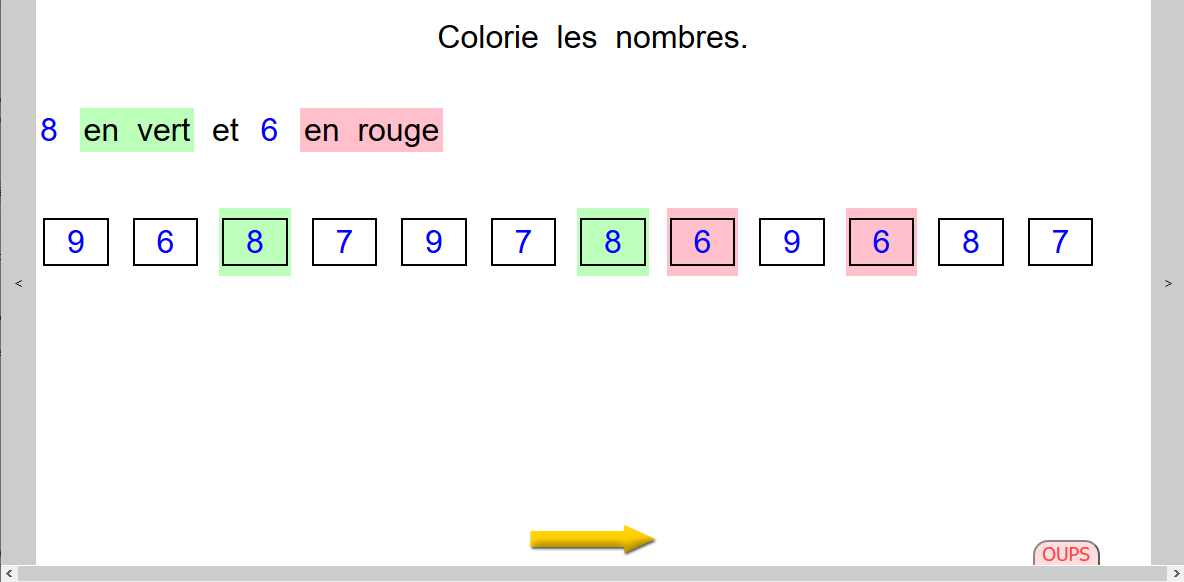 Colorie les nombres.
8 en vert et 6 en rouge
9 6 8 7 9 7 8 6 9 6 8 7
< >
OUPS
< >